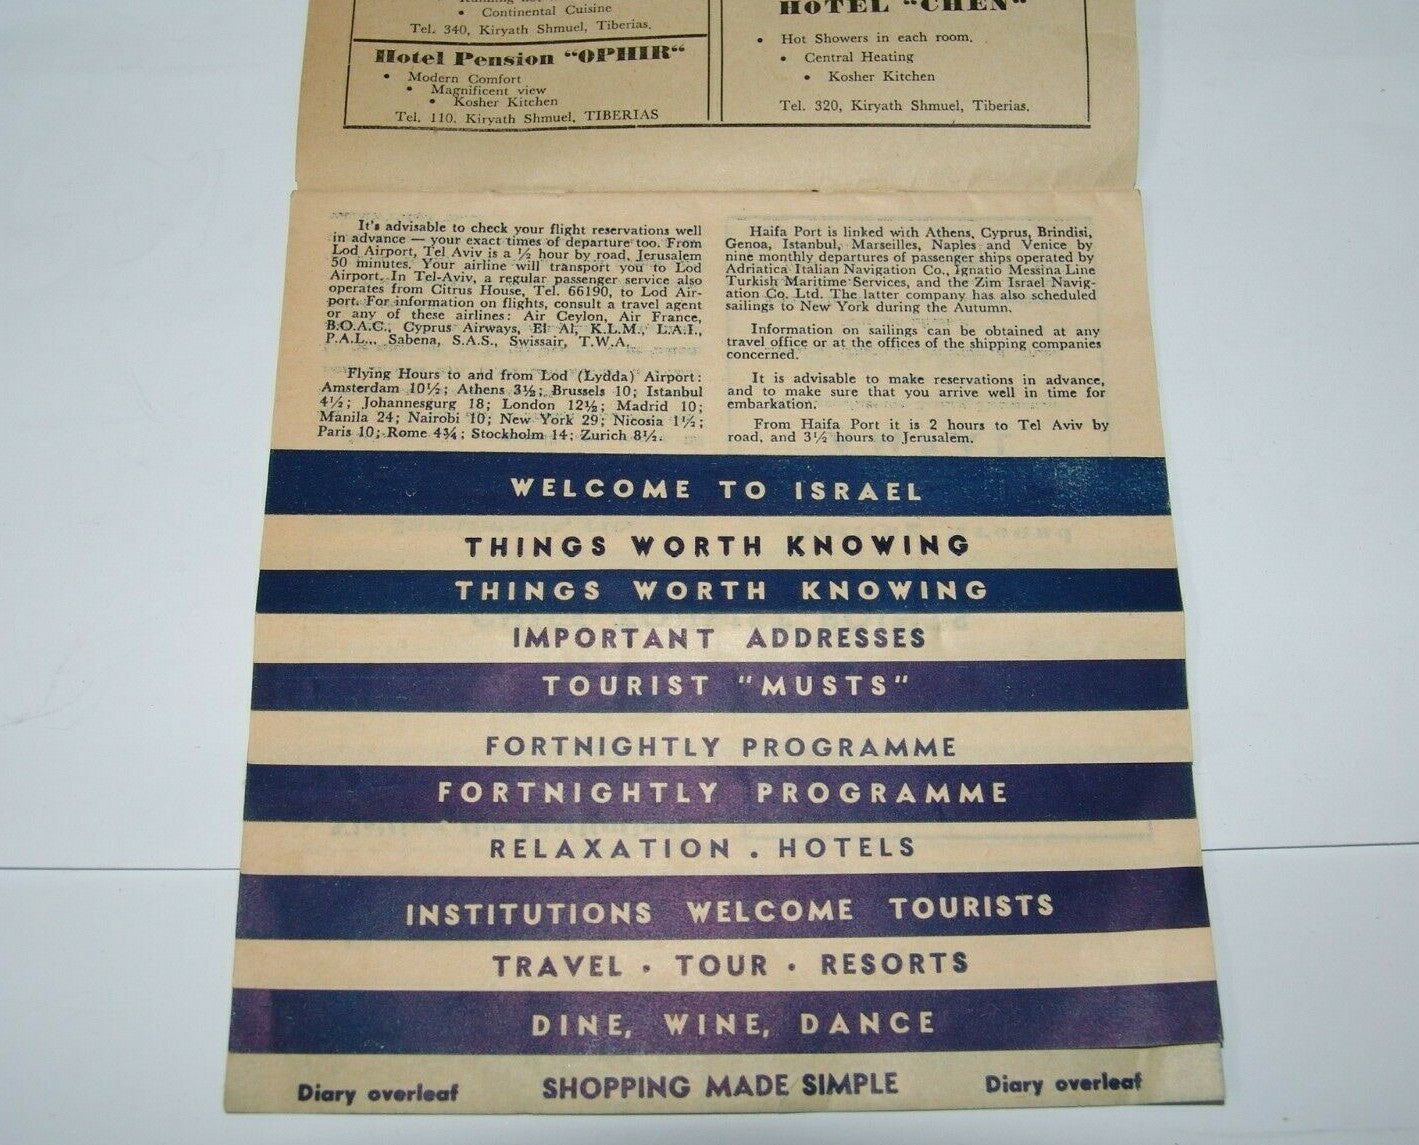 Continental Cuisine
Tel. 340, Kiryath Shmuel, Tiberias.
Hotel Pension "OPHIR"
• Modern Comfort
• Magnificent view
• Kosher Kitchen
Tel. 110, Kiryath Shmuel, TIBERIAS
HOTEL "CHEN"
• Hot Showers in each room.
• Central Heating
• Kosher Kitchen
Tel. 320, Kiryath Shmuel, Tiberias.
It's advisable to check your flight reservations well
in advance — your exact times of departure too. From
Lod Airport, Tel Aviv is a ½ hour by road, Jerusalem
50 minutes. Your airline will transport you to Lod
Airport. In Tel-Aviv, a regular passenger service also
operates from Citrus House, Tel. 66190, to Lod Air-
port. For information on flights, consult a travel agent
or any of these airlines: Air Ceylon, Air France,
B.O.A.C., Cyprus Airways, El Al, K.L.M., L.A.I.,
P.A.L.., Sabena, S.A.S., Swissair, T.W.A.
Flying Hours to and from Lod (Lydda) Airport:
Amsterdam 10½; Athens 3½; Brussels 10; Istanbul
4½; Johannesgurg 18; London 12½; Madrid 10;
Manila 24; Nairobi 10; New York 29; Nicosia 1½;
Paris 10; Rome 4¾; Stockholm 14; Zurich 8½.
Haifa Port is linked with Athens, Cyprus, Brindisi,
Genoa, Istanbul, Marseilles, Naples and Venice by
nine monthly departures of passenger ships operated by
Adriatica Italian Navigation Co., Ignatio Messina Line
Turkish Maritime Services, and the Zim Israel Navig-
ation Co. Ltd. The latter company has also scheduled
sailings to New York during the Autumn.
Information on sailings can be obtained at any
travel office or at the offices of the shipping companies
concerned.
It is advisable to make reservations in advance,
and to make sure that you arrive well in time for
embarkation.
From Haifa Port it is 2 hours to Tel Aviv by
road, and 3½ hours to Jerusalem.
WELCOME TO ISRAEL
THINGS WORTH KNOWING
THINGS WORTH KNOWING
IMPORTANT ADDRESSES
TOURIST "MUSTS"
FORTNIGHTLY PROGRAMME
FORTNIGHTLY PROGRAMME
RELAXATION . HOTELS
INSTITUTIONS WELCOME TOURISTS
TRAVEL · TOUR · RESORTS
DINE, WINE, DANCE
Diary overleaf SHOPPING MADE SIMPLE Diary overleaf